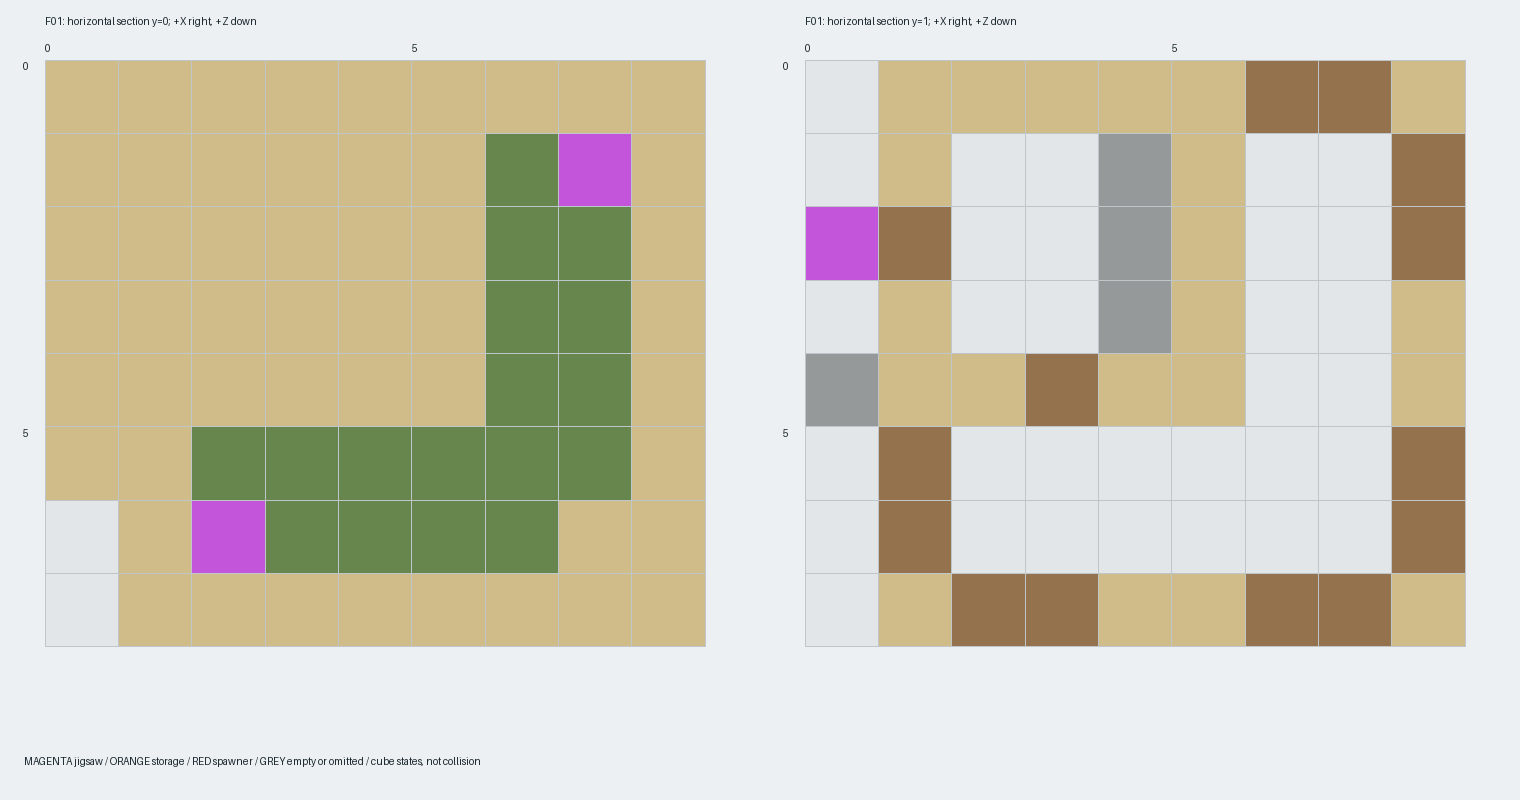 F01: horizontal section y=0; +X right, +Z down
F01: horizontal section y=1; +X right, +Z down
0 5
0 5
0
0
5
5
MAGENTA jigsaw / ORANGE storage / RED spawner / GREY empty or omitted / cube states, not collision